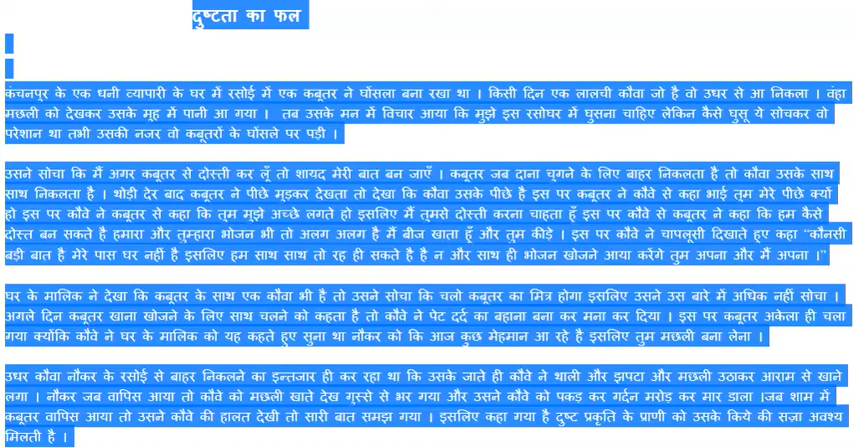 दुष्टता का फल
कंचनपुर के एक धनी व्यापारी के घर में रसोई में एक कबूतर ने घोंसला बना रखा था । किसी दिन एक लालची कौवा जो है वो उधर से आ निकला । वंहा
मछली को देखकर उसके मुह में पानी आ गया । तब उसके मन में विचार आया कि मुझे इस रसोघर में घुसना चाहिए लेकिन कैसे घुसू ये सोचकर वो
परेशान था तभी उसकी नजर वो कबूतरों के घोंसले पर पड़ी ।
उसने सोचा कि मैं अगर कबूतर से दोस्ती कर लूँ तो शायद मेरी बात बन जाएँ । कबूतर जब दाना चुगने के लिए बाहर निकलता है तो कौवा उसके साथ
साथ निकलता है । थोड़ी देर बाद कबूतर ने पीछे मुड़कर देखता तो देखा कि कौवा उसके पीछे है इस पर कबूतर ने कौवे से कहा भाई तुम मेरे पीछे क्यों
हो इस पर कौवे ने कबूतर से कहा कि तुम मुझे अच्छे लगते हो इसलिए मैं तुमसे दोस्ती करना चाहता हूँ इस पर कौवे से कबूतर ने कहा कि हम कैसे
दोस्त बन सकते है हमारा और तुम्हारा भोजन भी तो अलग अलग है मैं बीज खाता हूँ और तुम कीड़े । इस पर कौवे ने चापलूसी दिखाते हुए कहा “कौनसी
बड़ी बात है मेरे पास घर नहीं है इसलिए हम साथ साथ तो रह ही सकते है है न और साथ ही भोजन खोजने आया करेंगे तुम अपना और मैं अपना ।”
घर के मालिक ने देखा कि कबूतर के साथ एक कौवा भी है तो उसने सोचा कि चलो कबूतर का मित्र होगा इसलिए उसने उस बारे में अधिक नहीं सोचा ।
अगले दिन कबूतर खाना खोजने के लिए साथ चलने को कहता है तो कौवे ने पेट दर्द का बहाना बना कर मना कर दिया । इस पर कबूतर अकेला ही चला
गया क्योंकि कौवे ने घर के मालिक को यह कहते हुए सुना था नौकर को कि आज कुछ मेहमान आ रहे है इसलिए तुम मछली बना लेना ।
उधर कौवा नौकर के रसोई से बाहर निकलने का इन्तजार ही कर रहा था कि उसके जाते ही कौवे ने थाली और झपटा और मछली उठाकर आराम से खाने
लगा । नौकर जब वापिस आया तो कौवे को मछली खाते देख गुस्से से भर गया और उसने कौवे को पकड़ कर गर्दन मरोड़ कर मार डाला ।जब शाम में
कबूतर वापिस आया तो उसने कौवे की हालत देखी तो सारी बात समझ गया । इसलिए कहा गया है दुष्ट प्रकृति के प्राणी को उसके किये की सज़ा अवश्य
मिलती है ।